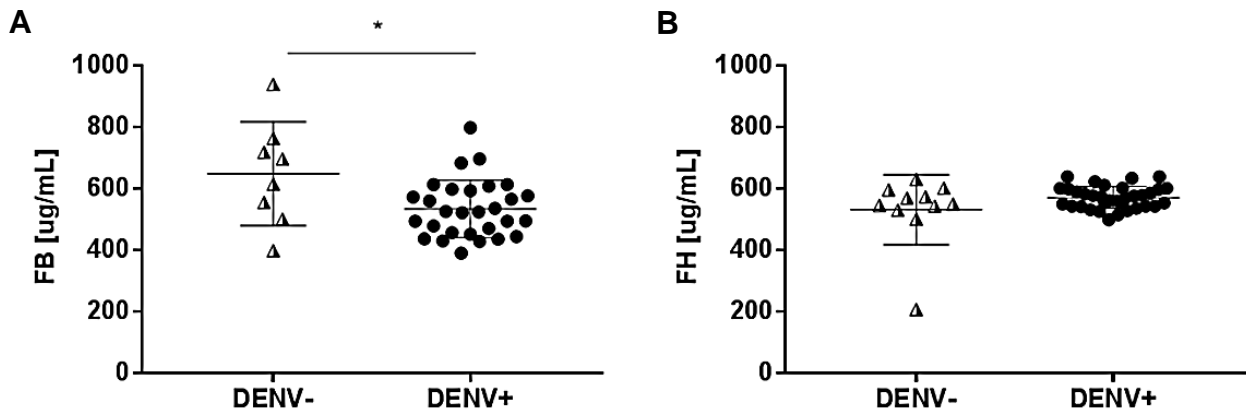 A
*
FB [ug/mL]
1000
800
600
400
200
0
DENV-
DENV+
B
FH [ug/mL]
1000
800
600
400
200
0
DENV-
DENV+